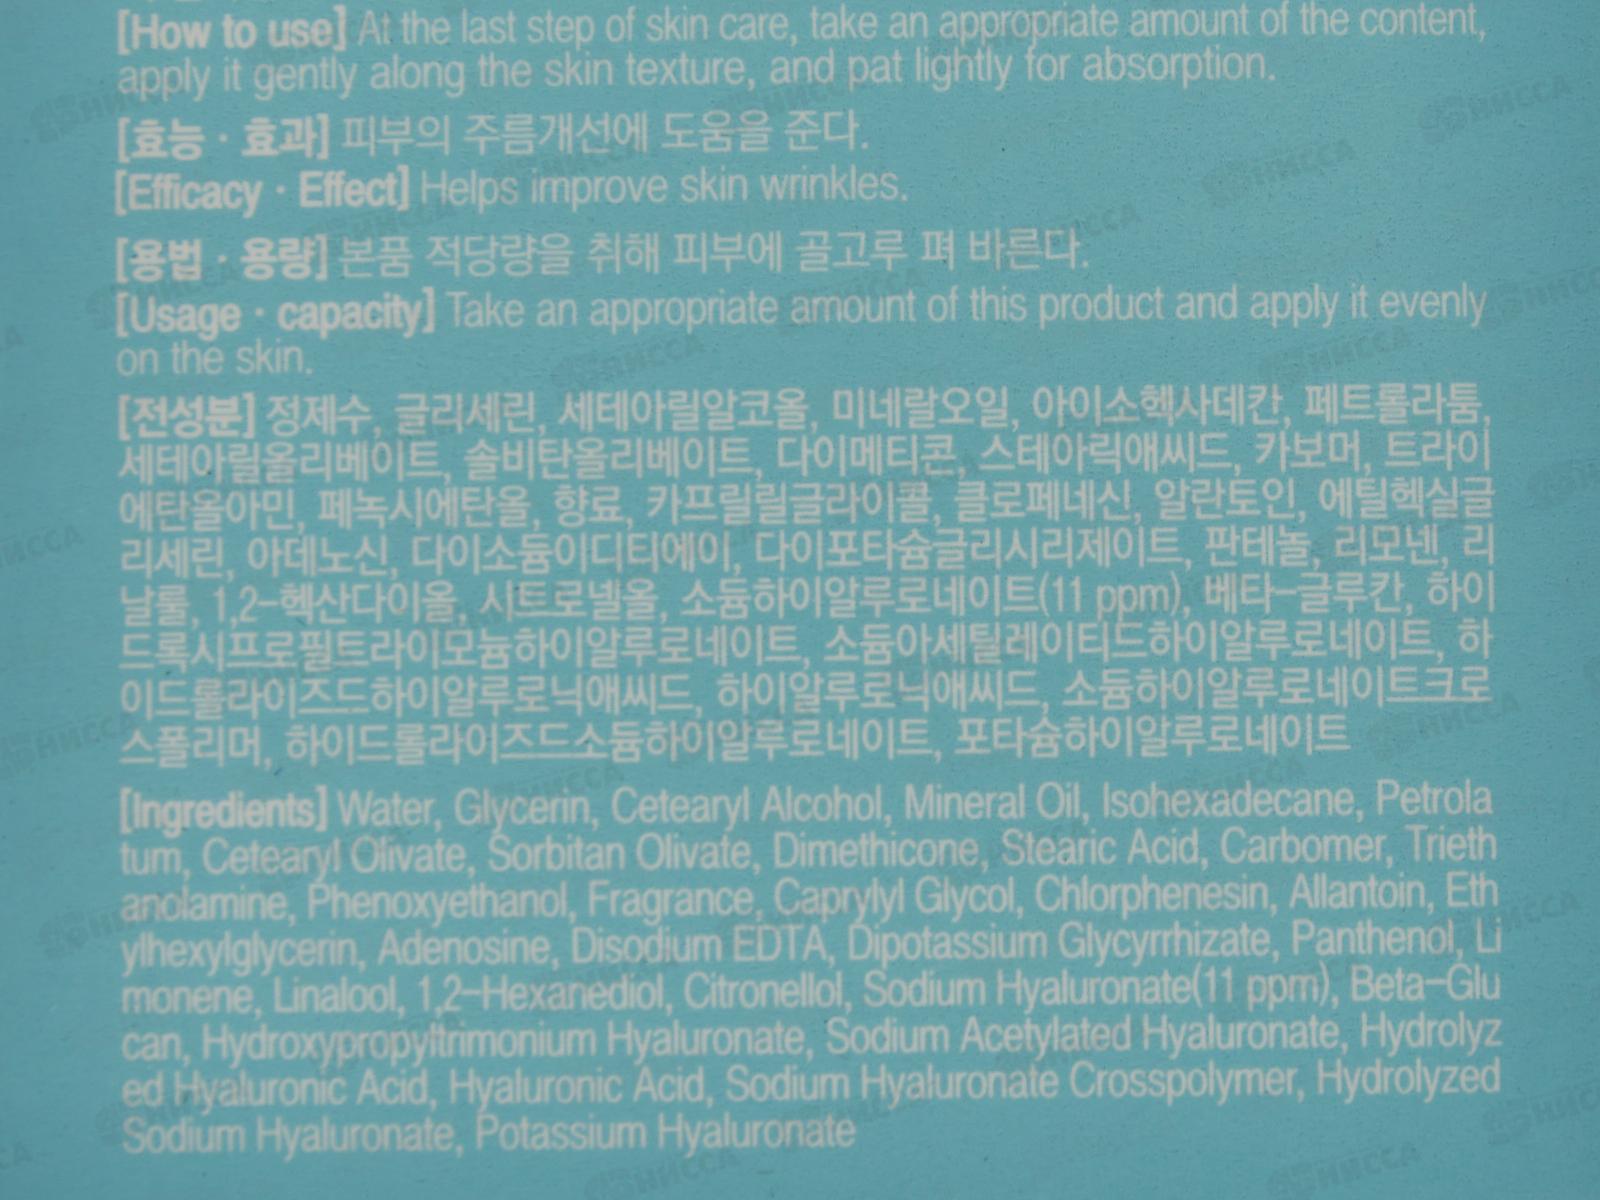 [How to use] At the last step of skin care, take an appropriate amount of the content,
apply it gently along the skin texture, and pat lightly for absorption.
[효능 · 효과] 피부의 주름개선에 도움을 준다.
[Efficacy · Effect] Helps improve skin wrinkles.
[용법 · 용량] 본품 적당량을 취해 피부에 골고루 펴 바른다.
[Usage · capacity] Take an appropriate amount of this product and apply it evenly
on the skin.
[전성분] 정제수, 글리세린, 세테아릴알코올, 미네랄오일, 아이소헥사데칸, 페트롤라툼,
세테아릴올리베이트, 솔비탄올리베이트, 다이메티콘, 스테아릭애씨드, 카보머, 트라이
에탄올아민, 페녹시에탄올, 향료, 카프릴릴글라이콜, 클로페네신, 알란토인, 에틸헥실글
리세린, 아데노신, 다이소듐이디티에이, 다이포타슘글리시리제이트, 판테놀, 리모넨, 리
날룰, 1,2-헥산다이올, 시트로넬올, 소듐하이알루로네이트(11 ppm), 베타-글루칸, 하이
드록시프로필트라이모늄하이알루로네이트, 소듐아세틸레이티드하이알루로네이트, 하
이드롤라이즈드하이알루로닉애씨드, 하이알루로닉애씨드, 소듐하이알루로네이트크로
스폴리머, 하이드롤라이즈드소듐하이알루로네이트, 포타슘하이알루로네이트
[Ingredients] Water, Glycerin, Cetearyl Alcohol, Mineral Oil, Isohexadecane, Petrola
tum, Cetearyl Olivate, Sorbitan Olivate, Dimethicone, Stearic Acid, Carbomer, Trieth
anolamine, Phenoxyethanol, Fragrance, Caprylyl Glycol, Chlorphenesin, Allantoin, Eth
ylhexylglycerin, Adenosine, Disodium EDTA, Dipotassium Glycyrrhizate, Panthenol, Li
monene, Linalool, 1,2-Hexanediol, Citronellol, Sodium Hyaluronate(11 ppm), Beta-Glu
can, Hydroxypropyltrimonium Hyaluronate, Sodium Acetylated Hyaluronate, Hydrolyz
ed Hyaluronic Acid, Hyaluronic Acid, Sodium Hyaluronate Crosspolymer, Hydrolyzed
Sodium Hyaluronate, Potassium Hyaluronate